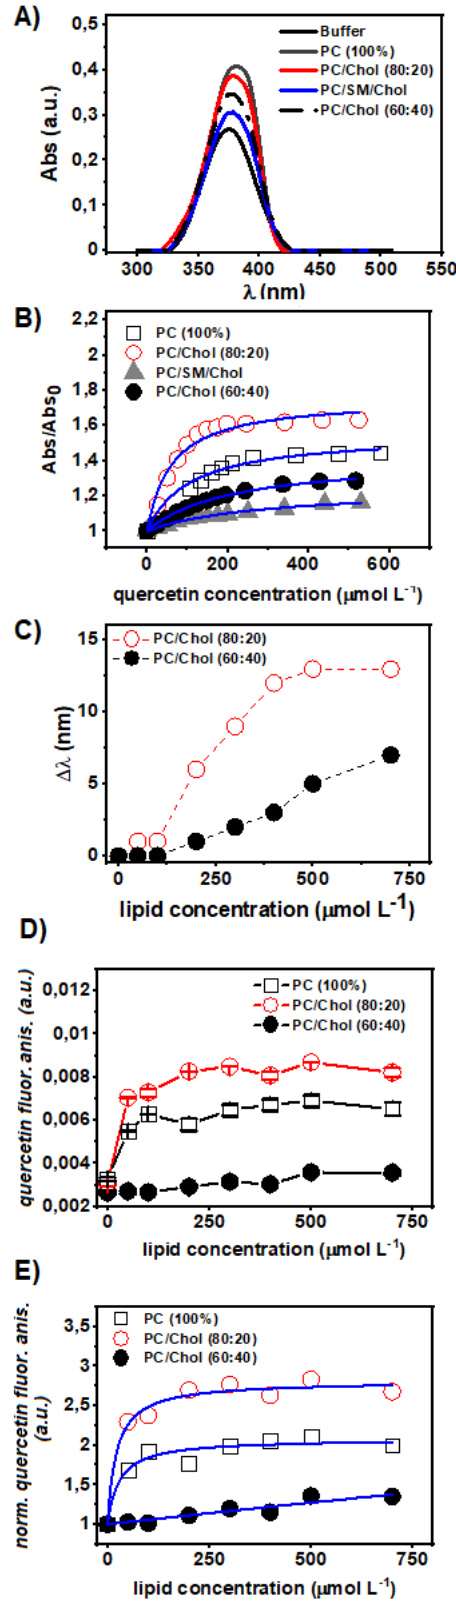 A)
0,5
0,4
0,3
0,2
0,1
0
Abs (a.u.)
Buffer
PC (100%)
PC/Chol (80:20)
PC/SM/Chol
PC/Chol (60:40)
300 350 400 450 500 550
λ (nm)
B)
2,2
2
1,8
1,6
1,4
1,2
1
Abs/Abs0
PC (100%)
PC/Chol (80:20)
PC/SM/Chol
PC/Chol (60:40)
0 200 400 600
quercetin concentration (μmol L-1)
C)
15
10
5
0
Δλ (nm)
PC/Chol (80:20)
PC/Chol (60:40)
0 250 500 750
lipid concentration (μmol L-1)
D)
0,012
0,01
0,008
0,006
0,004
0,002
quercetin fluor. anis. (a.u.)
PC (100%)
PC/Chol (80:20)
PC/Chol (60:40)
0 250 500 750
lipid concentration (μmol L-1)
E)
3,5
3
2,5
2
1,5
1
norm. quercetin fluor. anis.
(a.u.)
PC (100%)
PC/Chol (80:20)
PC/Chol (60:40)
0 250 500 750
lipid concentration (μmol L-1)